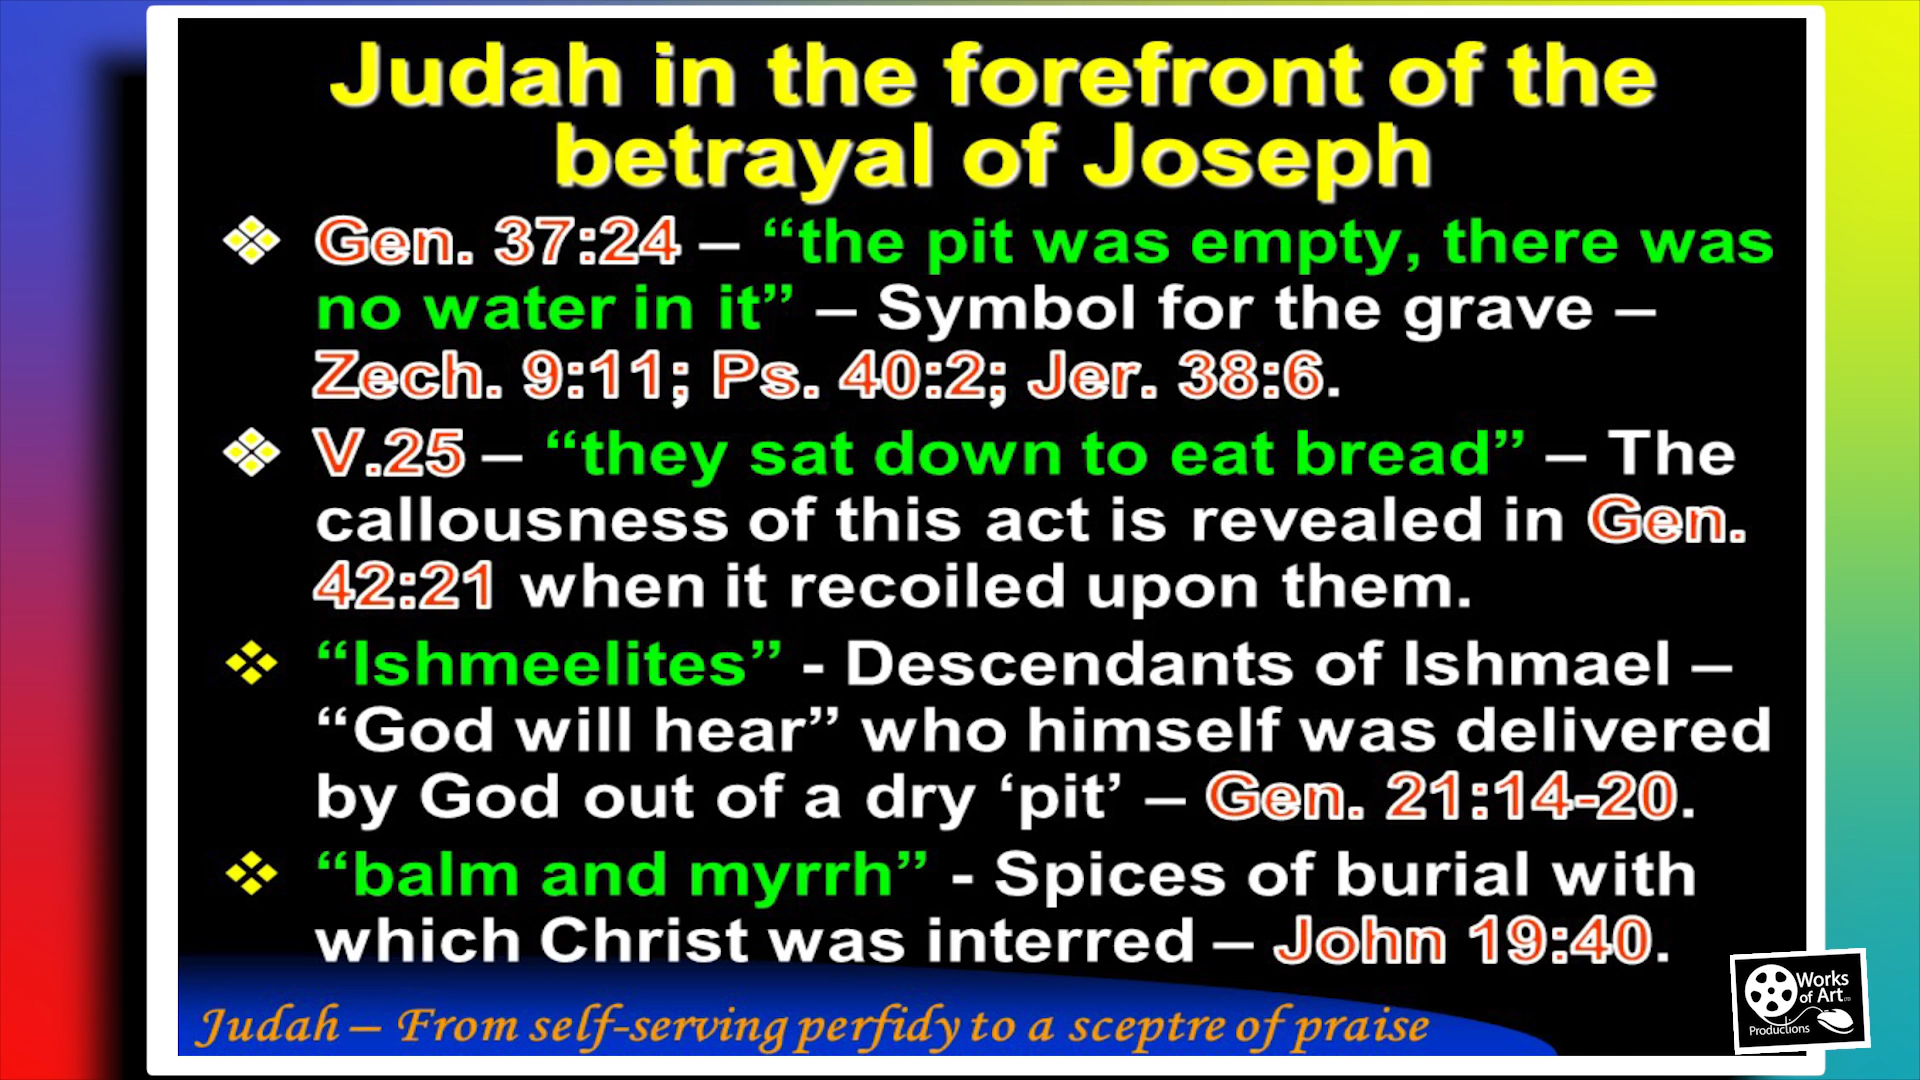 Judah in the forefront of the
betrayal of Joseph
Gen. 37:24 – “the pit was empty, there was
no water in it” – Symbol for the grave –
Zech. 9:11; Ps. 40:2; Jer. 38:6.
V.25 – “they sat down to eat bread” – The
callousness of this act is revealed in Gen.
42:21 when it recoiled upon them.
“Ishmeelites” - Descendants of Ishmael –
“God will hear” who himself was delivered
by God out of a dry ‘pit’ – Gen. 21:14-20.
“balm and myrrh” - Spices of burial with
which Christ was interred – John 19:40.
Judah – From self-serving perfidy to a sceptre of praise
Works
of Art
Productions